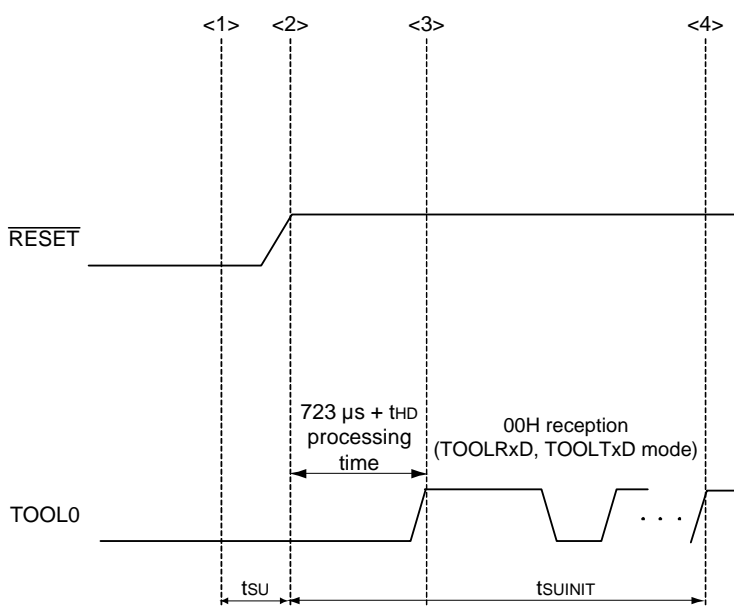 <1> <2> <3> <4>
RESET
723 µs + tHD
processing
time
00H reception
(TOOLRxD, TOOLTxD mode)
TOOL0
. . .
tSU
tSUINIT